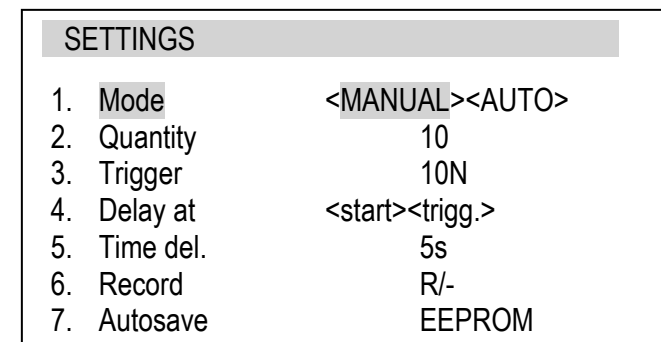 SETTINGS
1. Mode <MANUAL><AUTO>
2. Quantity 10
3. Trigger 10N
4. Delay at <start><trigg.>
5. Time del. 5s
6. Record R/-
7. Autosave EEPROM